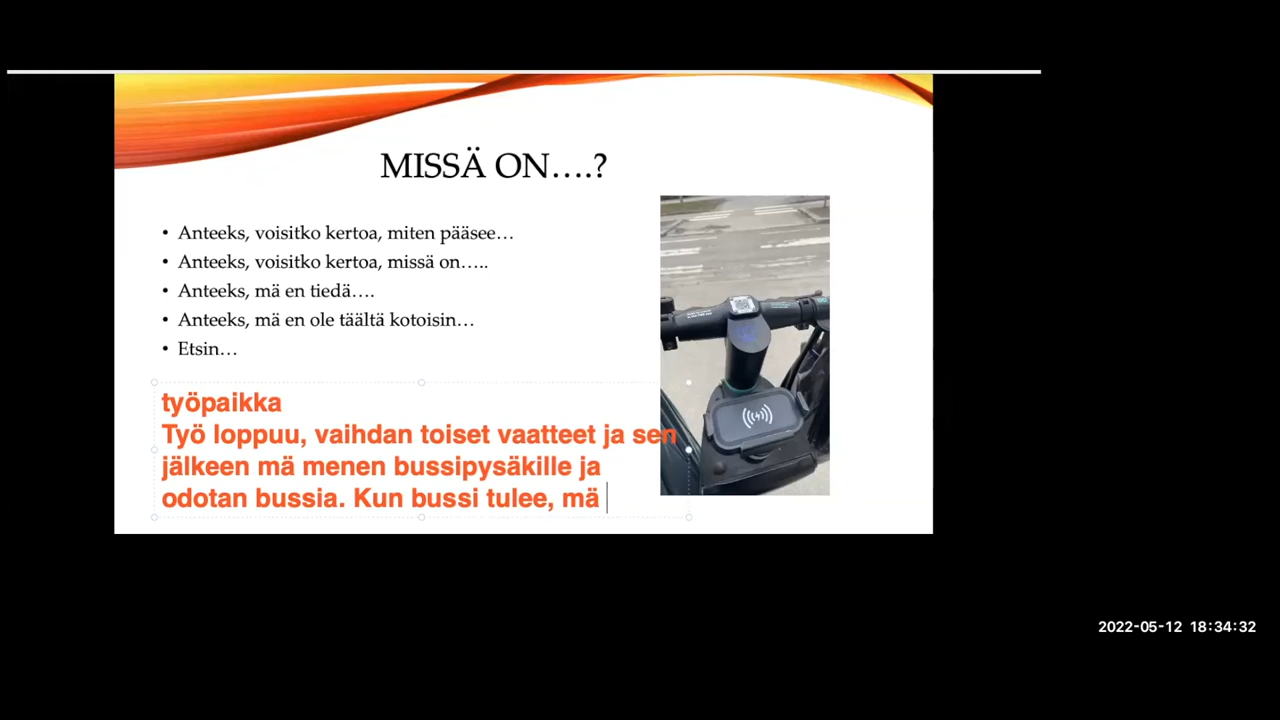 MISSÄ ON….?
• Anteeks, voisitko kertoa, miten pääsee…
• Anteeks, voisitko kertoa, missä on…..
• Anteeks, mä en tiedä….
• Anteeks, mä en ole täältä kotoisin…
• Etsin…
työpaikka
Työ loppuu, vaihdan toiset vaatteet ja sen
jälkeen mä menen bussipysäkille ja
odotan bussia. Kun bussi tulee, mä
2022-05-12 18:34:32